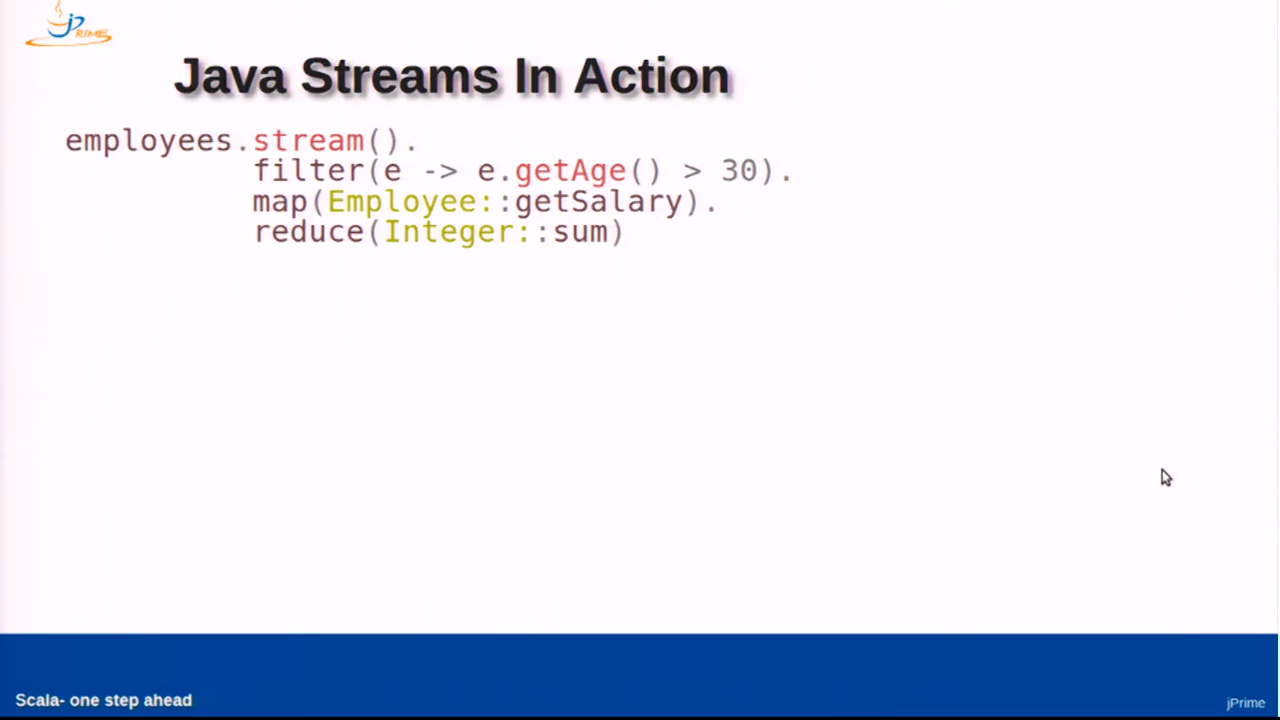 jPRIME
Java Streams In Action
employees.stream().
filter(e -> e.getAge() > 30).
map(Employee::getSalary).
reduce(Integer::sum)
Scala- one step ahead
jPrime